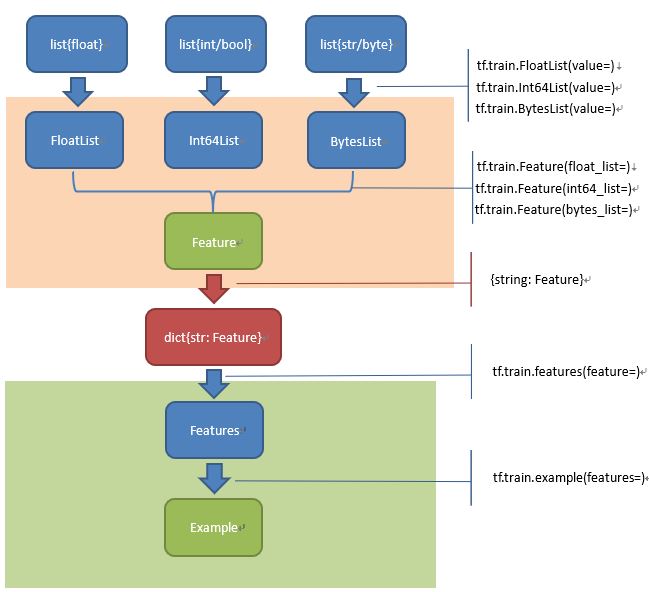 list{float}
list{int/bool}
list{str/byte}
tf.train.FloatList(value=)
tf.train.Int64List(value=)
tf.train.BytesList(value=)
FloatList
Int64List
BytesList
tf.train.Feature(float_list=)
tf.train.Feature(int64_list=)
tf.train.Feature(bytes_list=)
Feature
{string: Feature}
dict{str: Feature}
tf.train.features(feature=)
Features
tf.train.example(features=)
Example